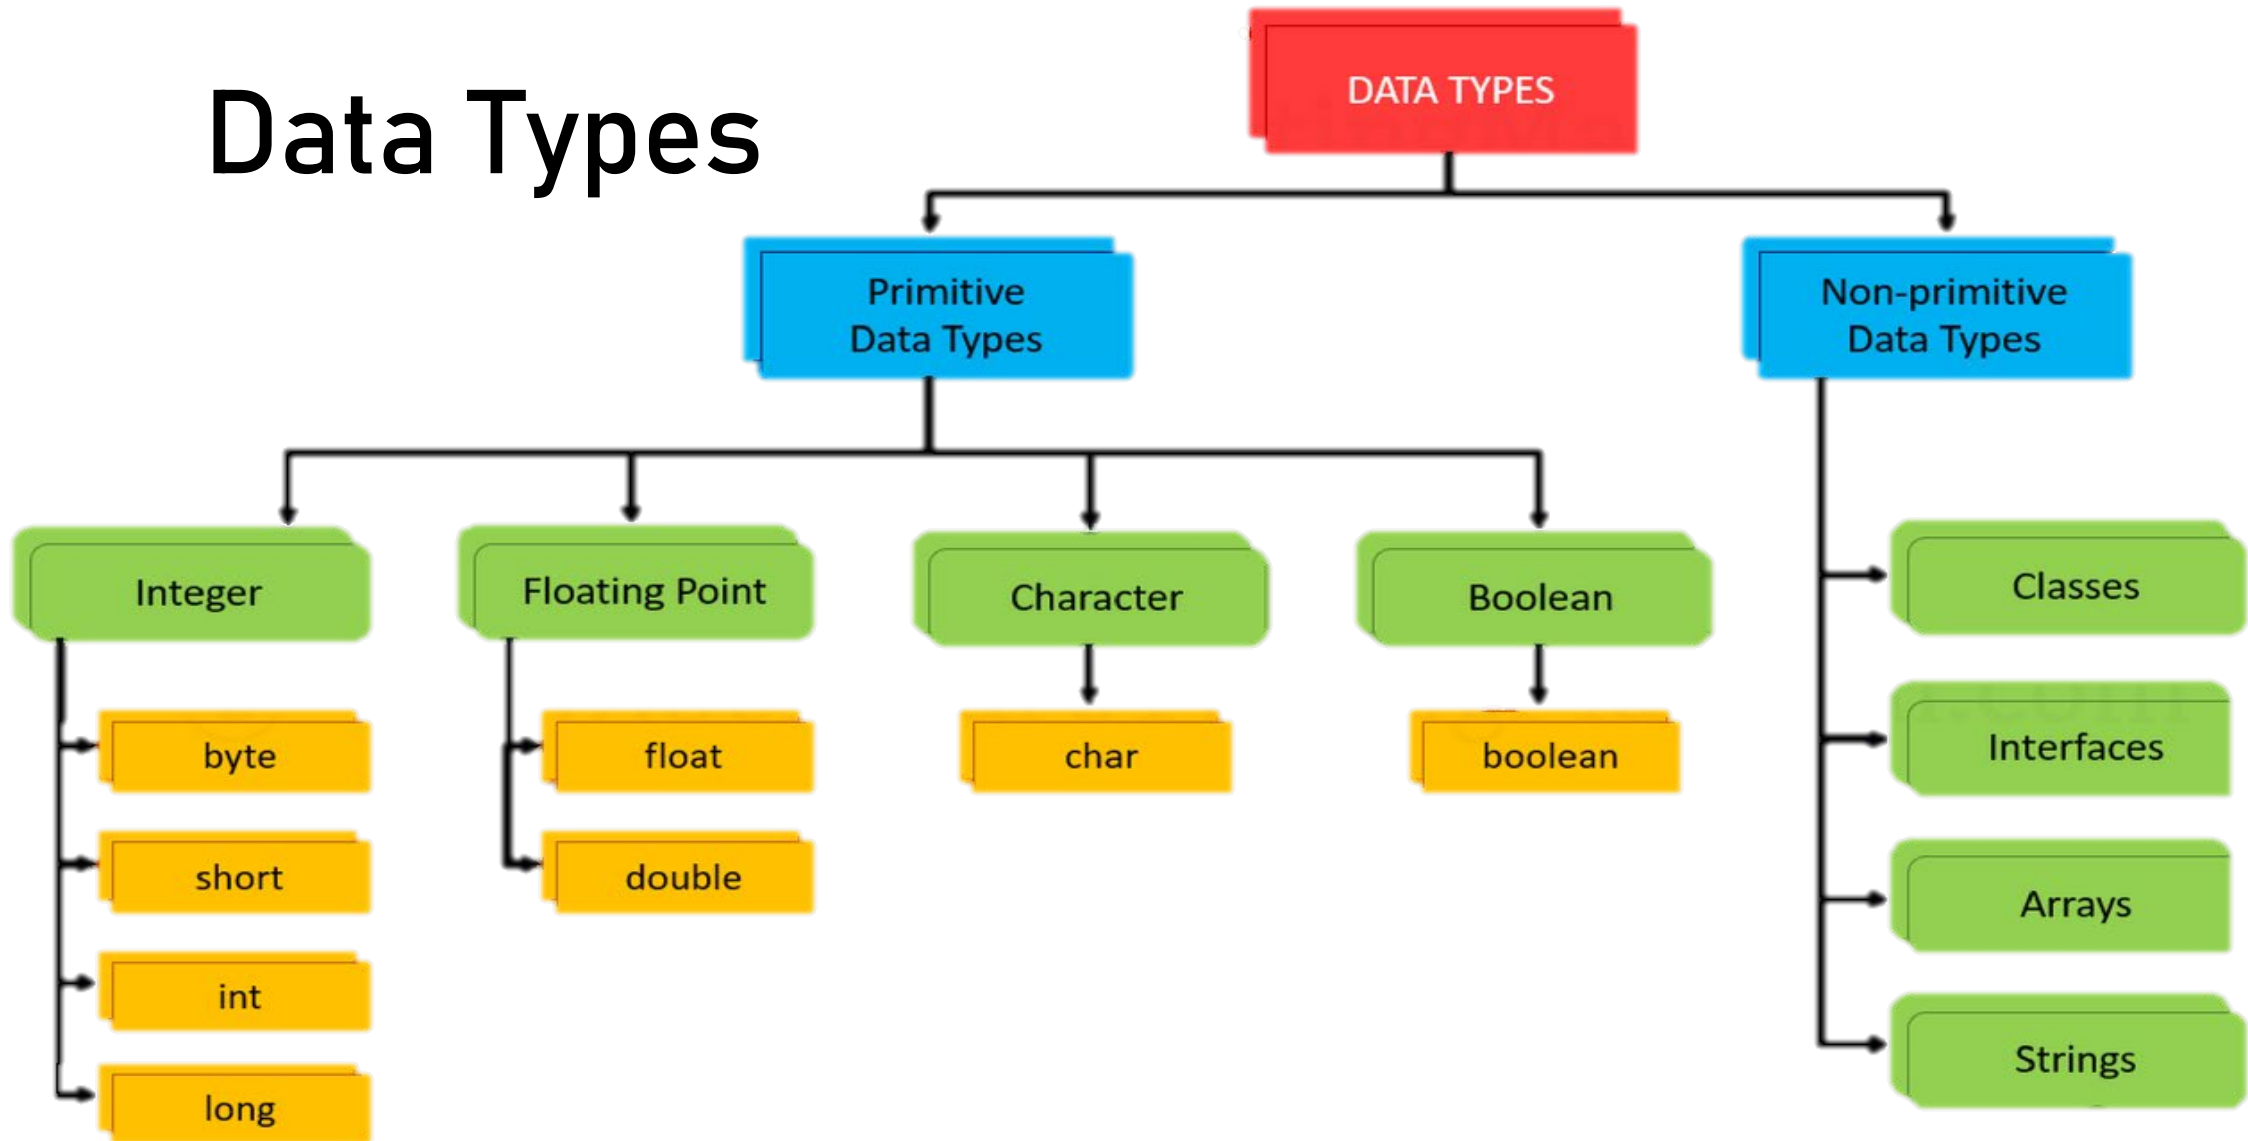 Data Types
DATA TYPES
Primitive
Data Types
Non-primitive
Data Types
Integer
Floating Point
Character
Boolean
Classes
byte
float
char
boolean
Interfaces
short
double
Arrays
int
Strings
long